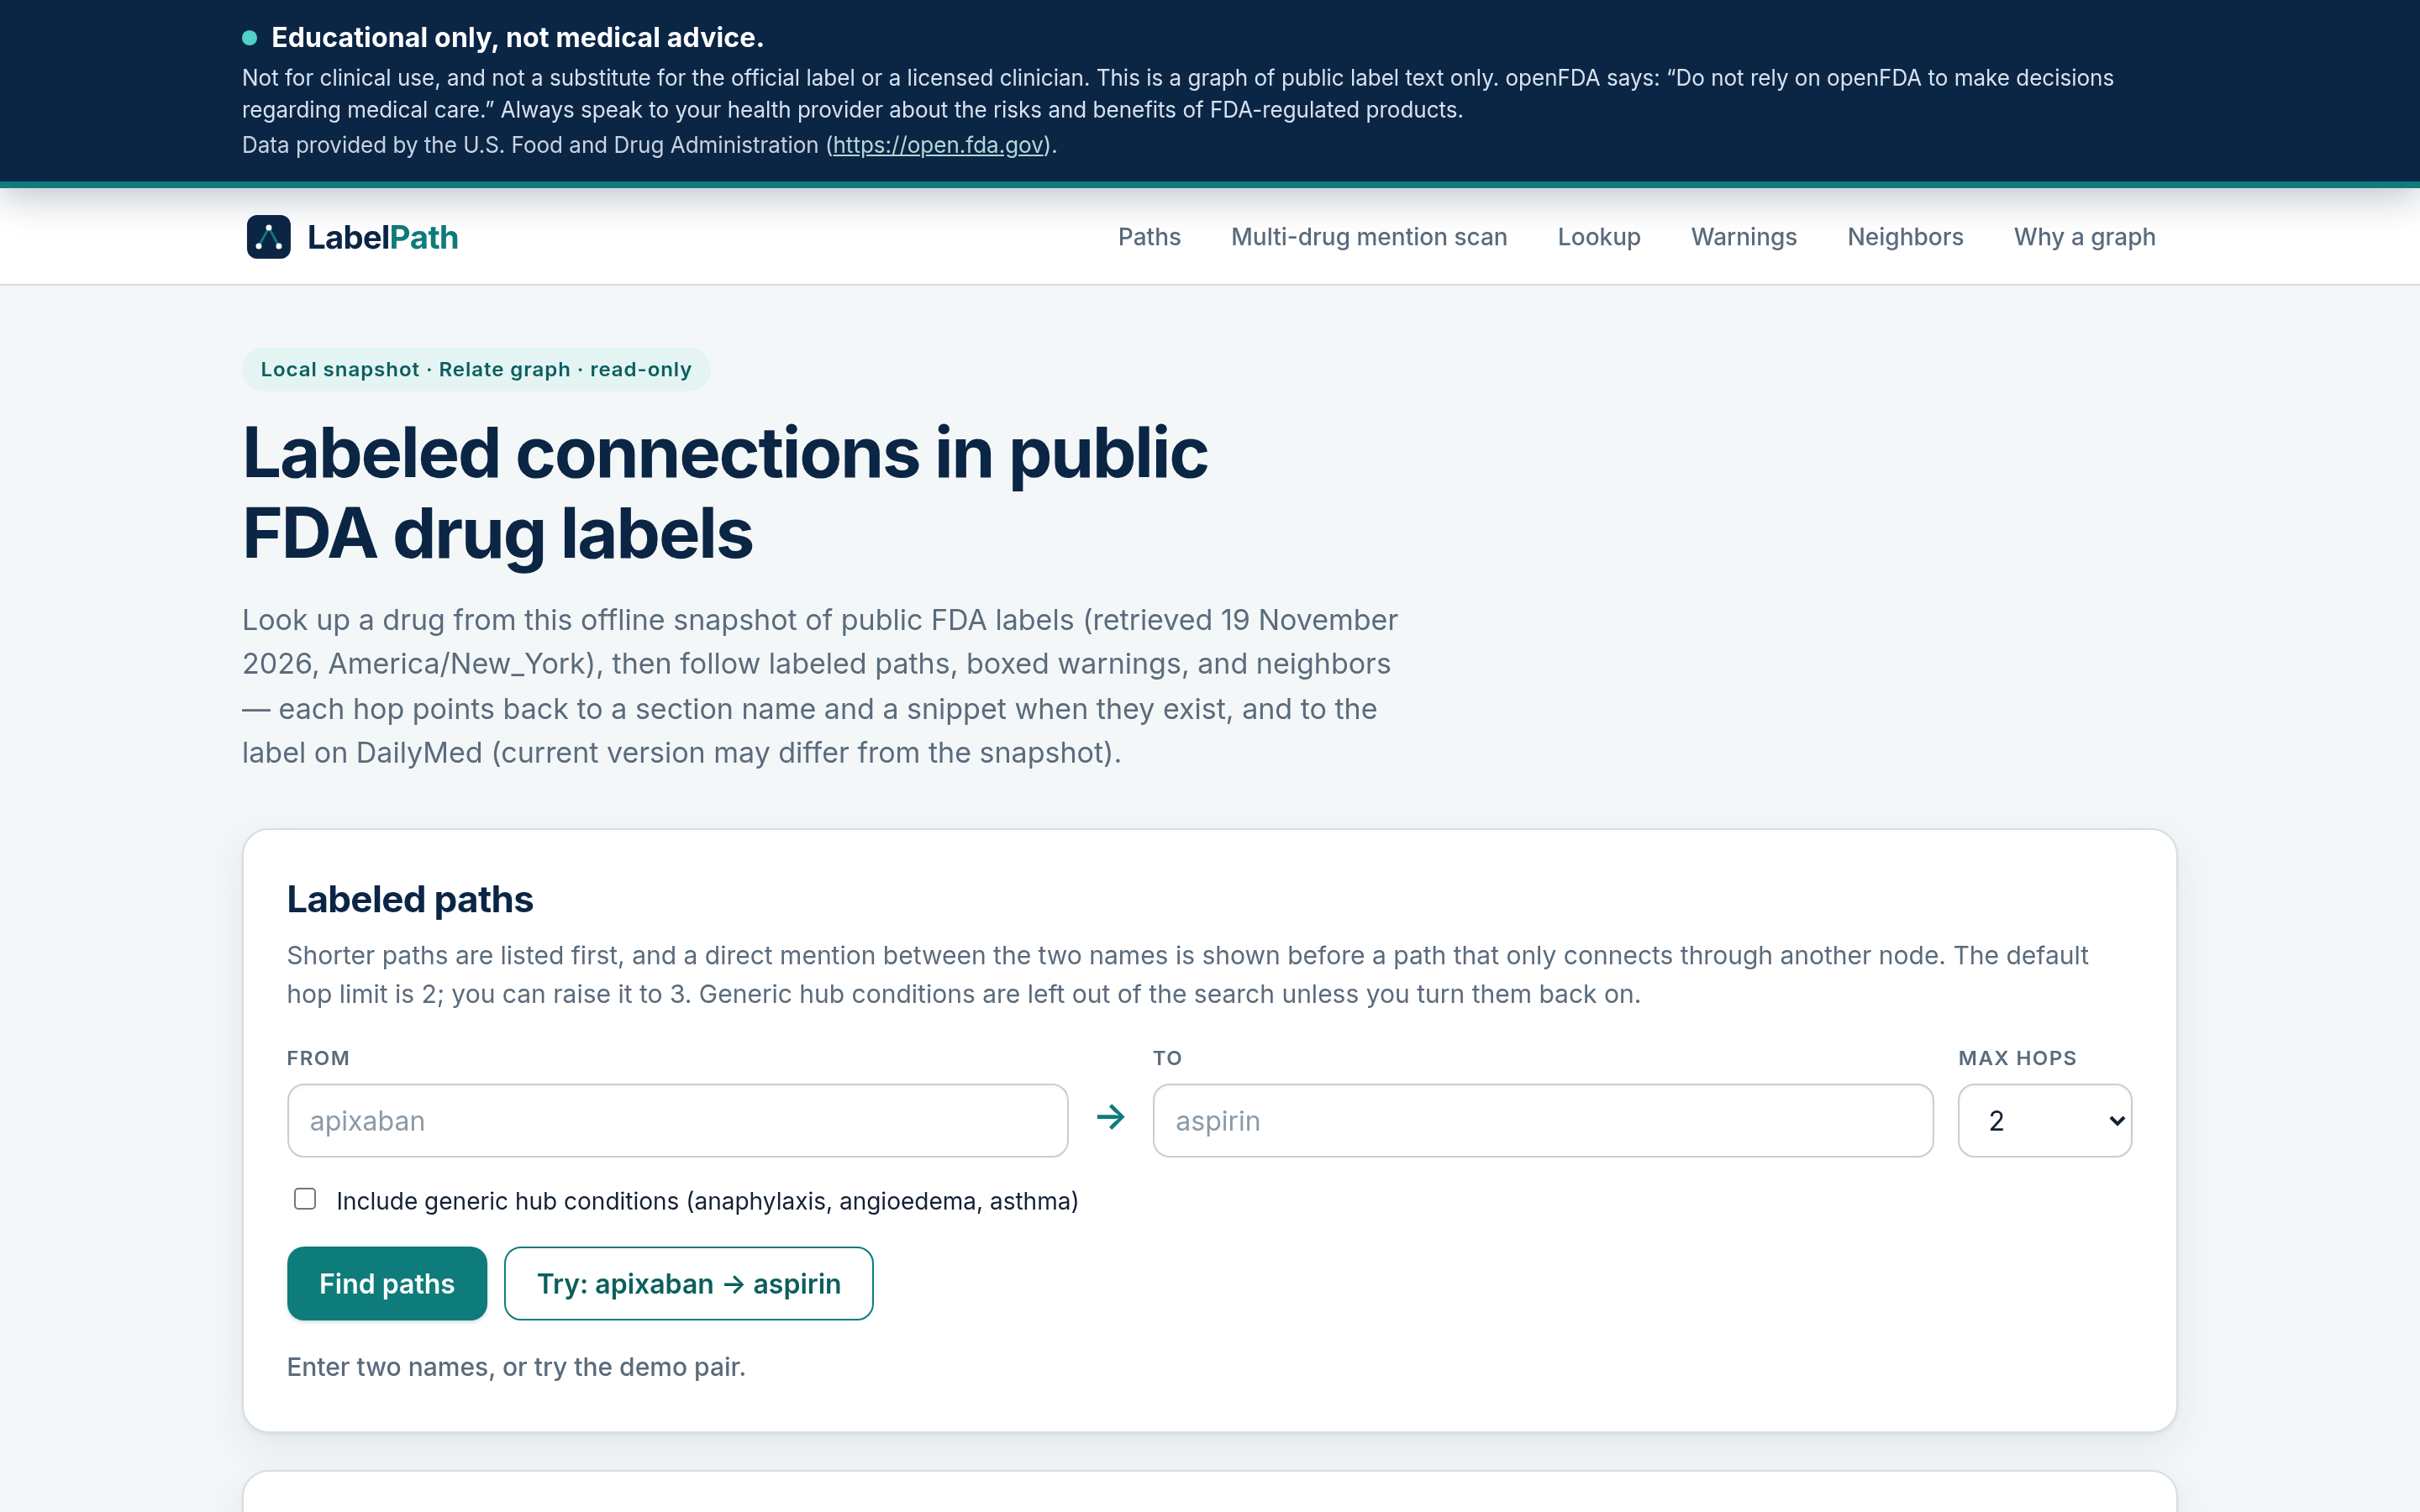 Educational only, not medical advice.
Not for clinical use, and not a substitute for the official label or a licensed clinician. This is a graph of public label text only. openFDA says: “Do not rely on openFDA to make decisions
regarding medical care.” Always speak to your health provider about the risks and benefits of FDA-regulated products.
Data provided by the U.S. Food and Drug Administration (https://open.fda.gov).
LabelPath
Paths
Multi-drug mention scan
Lookup
Warnings
Neighbors
Why a graph
Local snapshot · Relate graph · read-only
Labeled connections in public
FDA drug labels
Look up a drug from this offline snapshot of public FDA labels (retrieved 19 November
2026, America/New_York), then follow labeled paths, boxed warnings, and neighbors
— each hop points back to a section name and a snippet when they exist, and to the
label on DailyMed (current version may differ from the snapshot).
Labeled paths
Shorter paths are listed first, and a direct mention between the two names is shown before a path that only connects through another node. The default
hop limit is 2; you can raise it to 3. Generic hub conditions are left out of the search unless you turn them back on.
FROM
TO
MAX HOPS
apixaban
→
aspirin
2
Include generic hub conditions (anaphylaxis, angioedema, asthma)
Find paths
Try: apixaban → aspirin
Enter two names, or try the demo pair.